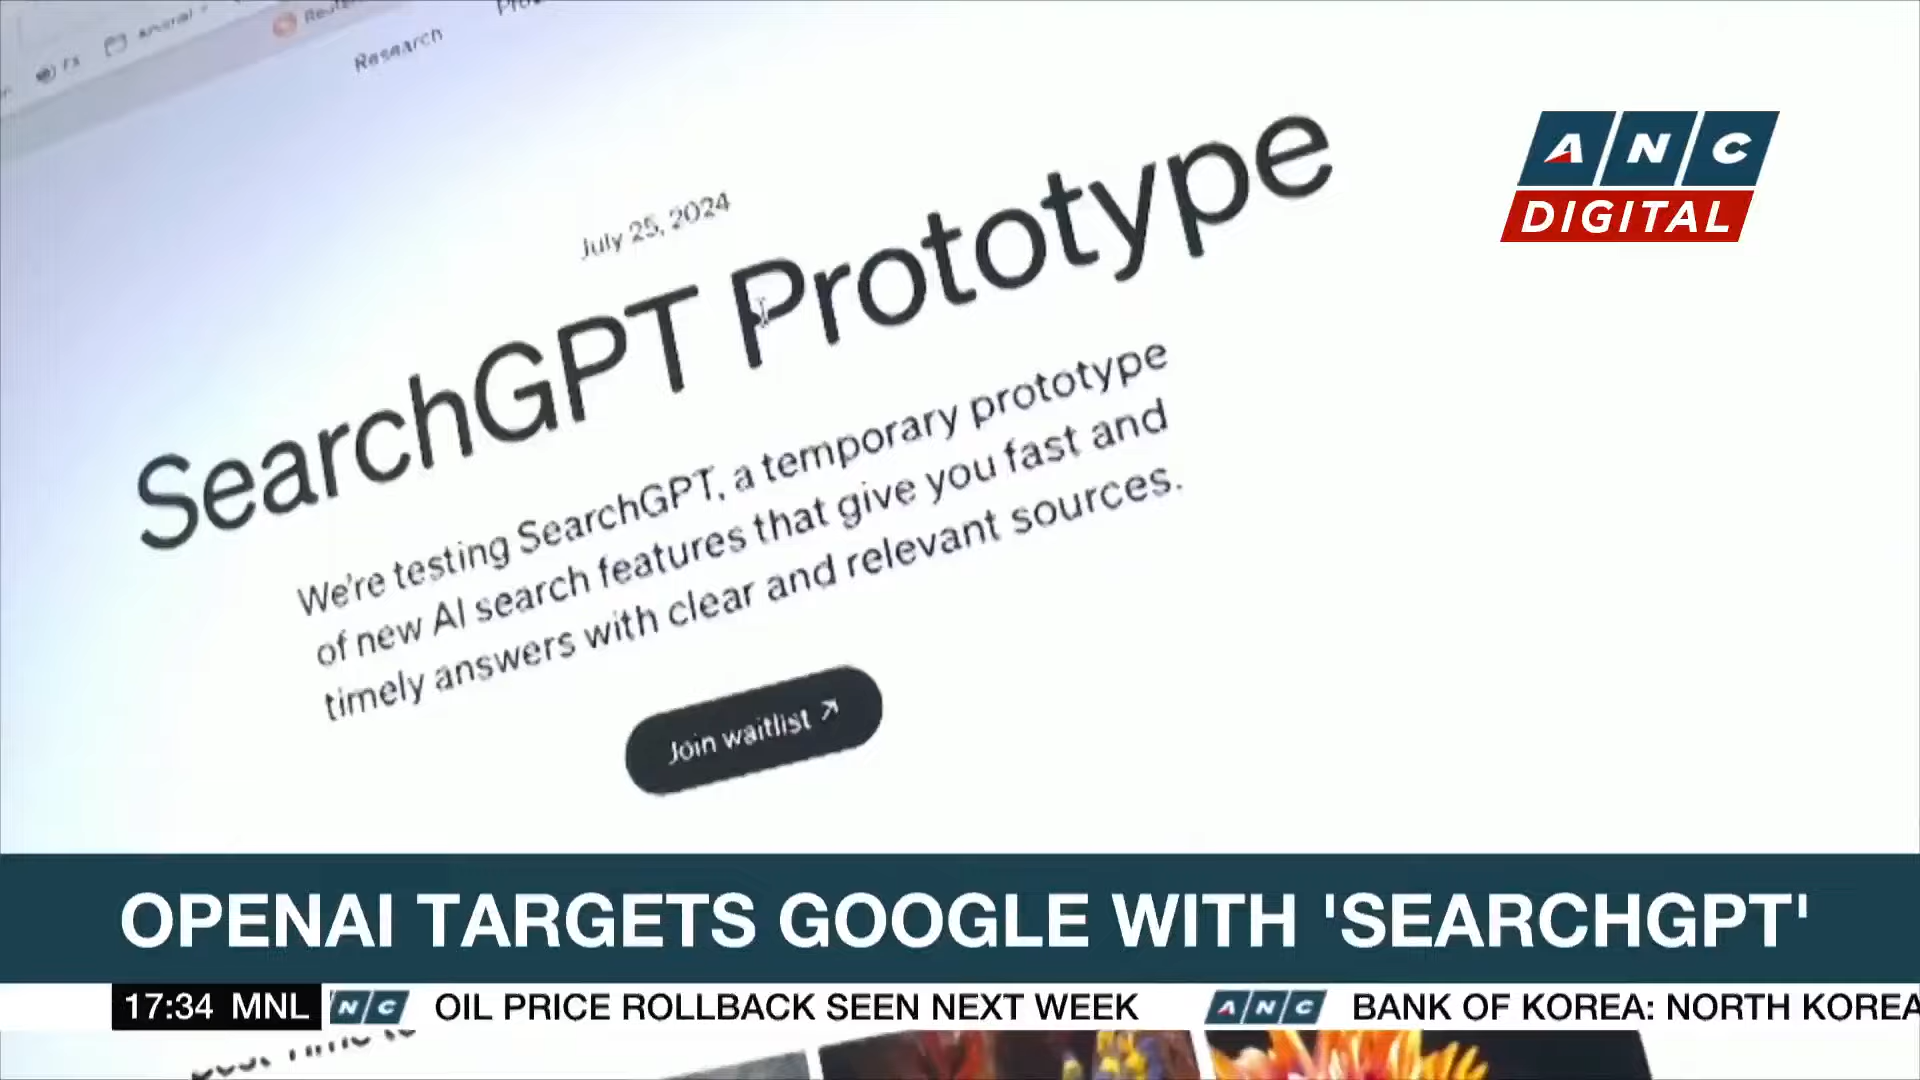 Research
July 25, 2024
SearchGPT Prototype
We're testing SearchGPT, a temporary prototype
of new AI search features that give you fast and
timely answers with clear and relevant sources.
Join waitlist ↗
ANC
DIGITAL
OPENAI TARGETS GOOGLE WITH 'SEARCHGPT'
17:34 MNL NC OIL PRICE ROLLBACK SEEN NEXT WEEK ANC BANK OF KOREA: NORTH KOREA